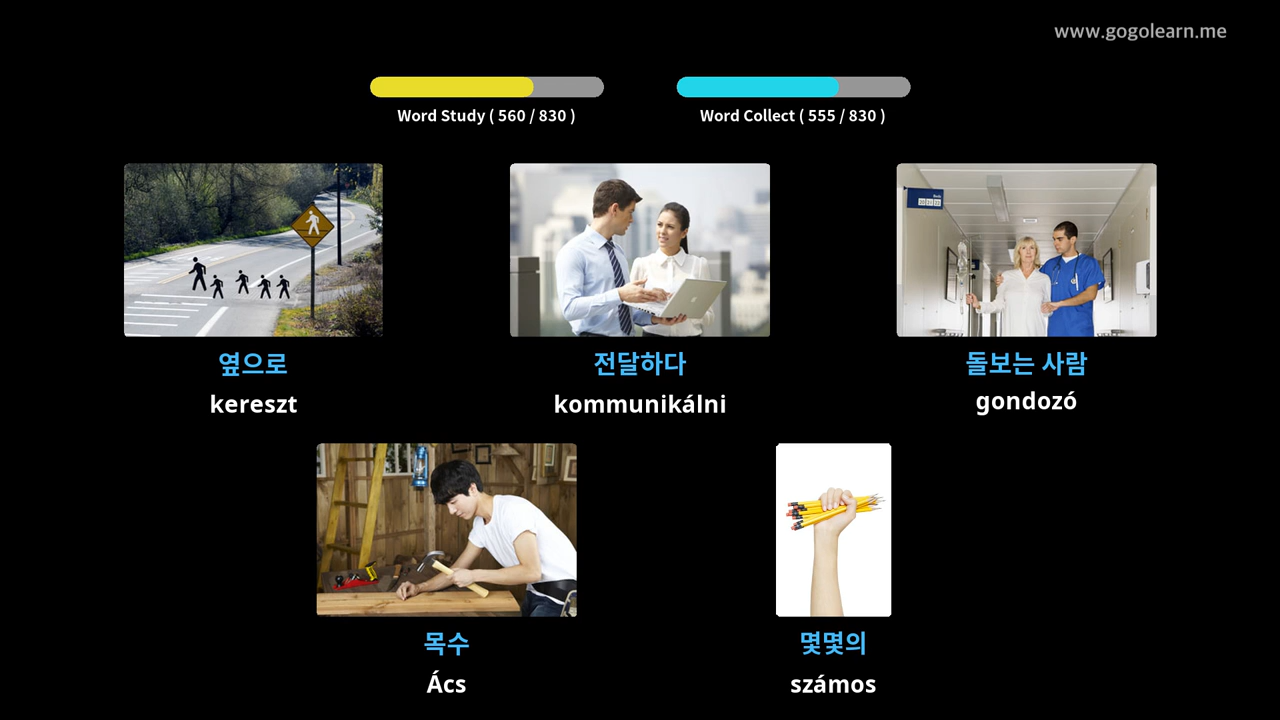 www.gogolearn.me
Word Study ( 560 / 830 )
Word Collect ( 555 / 830 )
옆으로
kereszt
전달하다
kommunikálni
돌보는 사람
gondozó
목수
Ács
몇몇의
számos